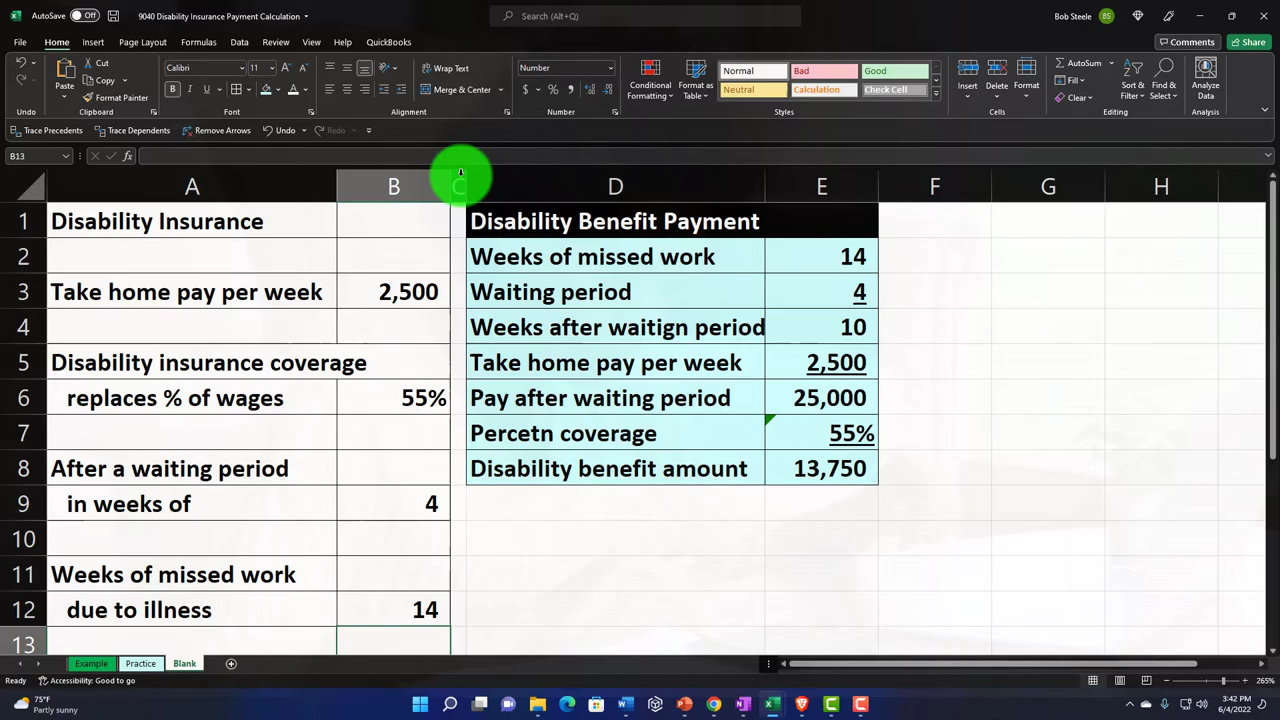 AutoSave Off 9040 Disability Insurance Payment Calculation Search (Alt+Q) Bob Steele BS
File Home Insert Page Layout Formulas Data Review View Help QuickBooks Comments Share
Cut Copy Format Painter Paste
Calibri 11 Wrap Text Merge & Center Number
Conditional Formatting Format as Table
Normal Bad Good
Neutral Calculation Check Cell
Insert Delete Format AutoSum Fill Clear Sort & Filter Find & Select Analyze Data
Undo Clipboard Font Alignment Number Styles Cells Editing Analysis
Trace Precedents Trace Dependents Remove Arrows Undo Redo
B13 fx
A B C D E F G H
1 Disability Insurance Disability Benefit Payment
2 Weeks of missed work 14
3 Take home pay per week 2,500 Waiting period 4
4 Weeks after waitign period 10
5 Disability insurance coverage Take home pay per week 2,500
6 replaces % of wages 55% Pay after waiting period 25,000
7 Percetn coverage 55%
8 After a waiting period Disability benefit amount 13,750
9 in weeks of 4
10
11 Weeks of missed work
12 due to illness 14
13
Example Practice Blank
Ready Accessibility: Good to go 265%
75°F
Partly sunny
3:42 PM
6/4/2022